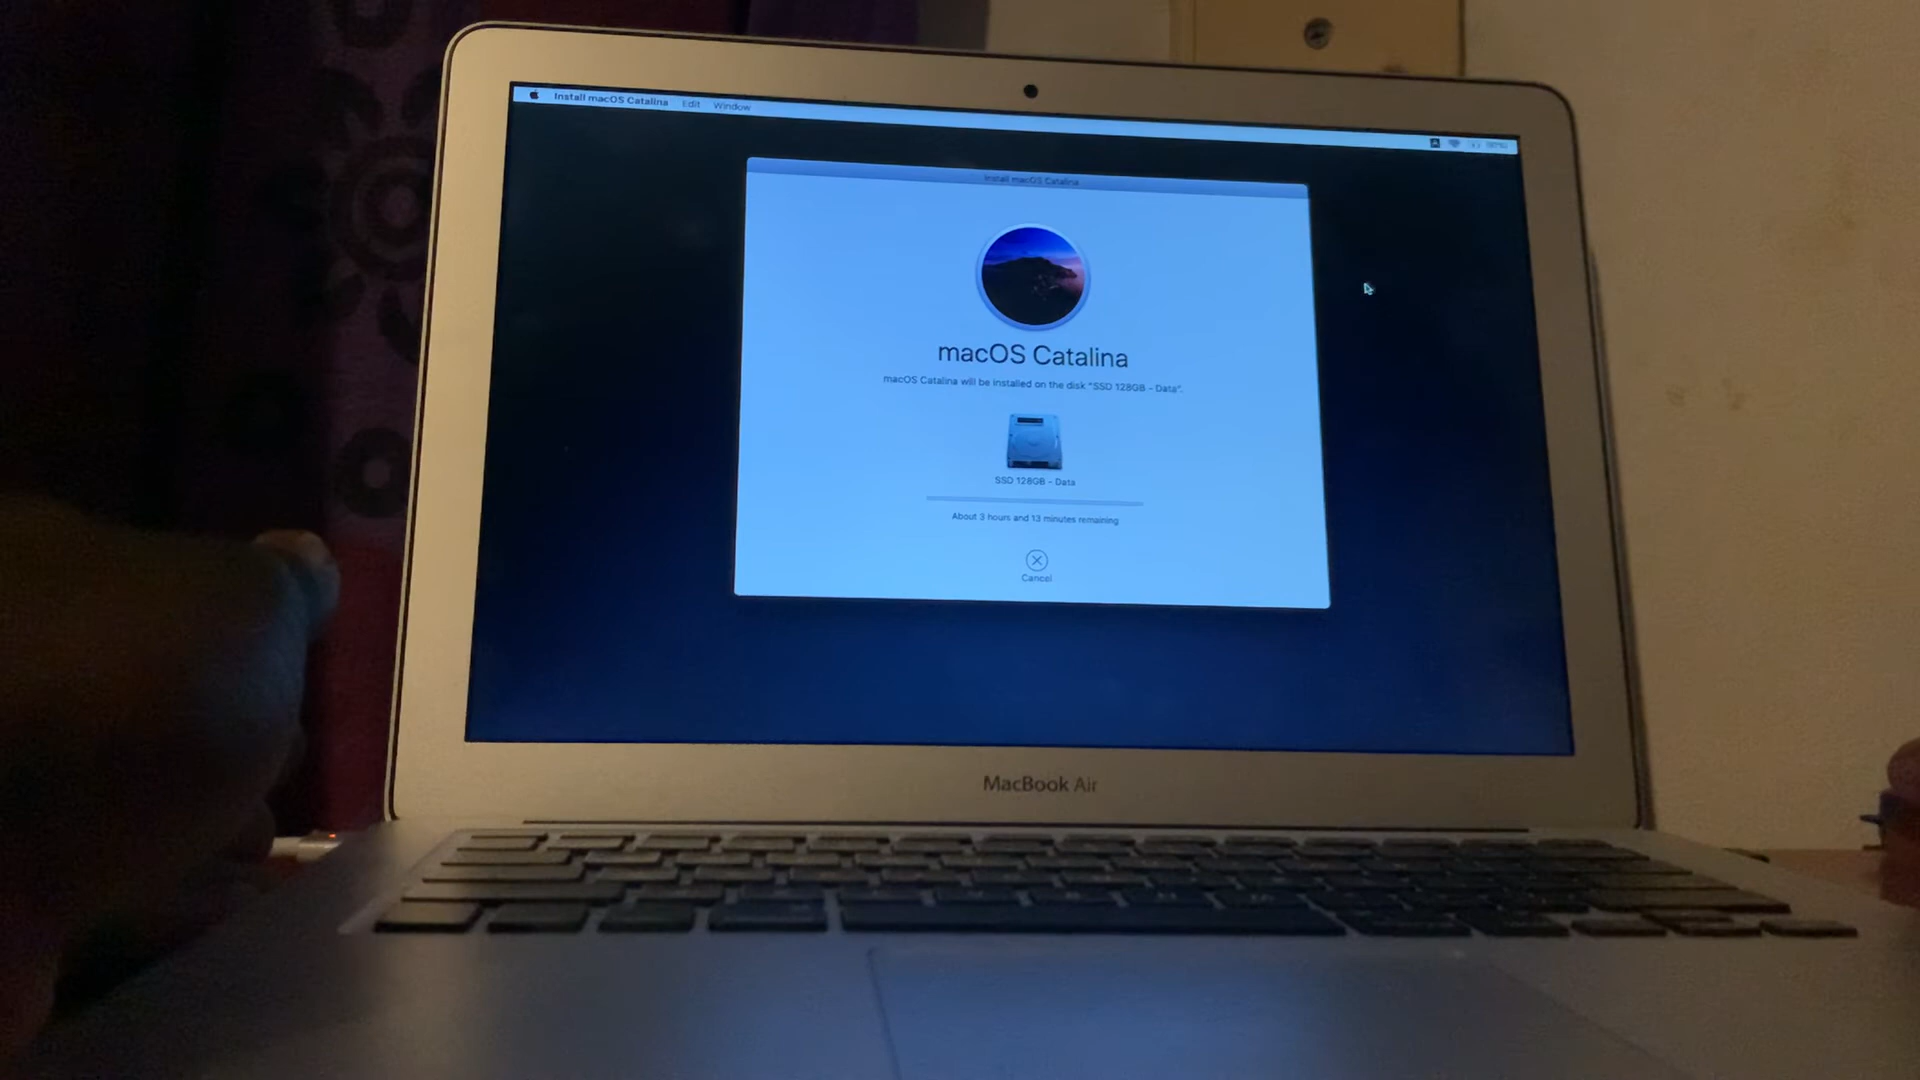 Install macOS Catalina Edit Window
Install macOS Catalina
macOS Catalina
macOS Catalina will be installed on the disk "SSD 128GB - Data".
SSD 128GB - Data
About 3 hours and 13 minutes remaining
Cancel
MacBook Air